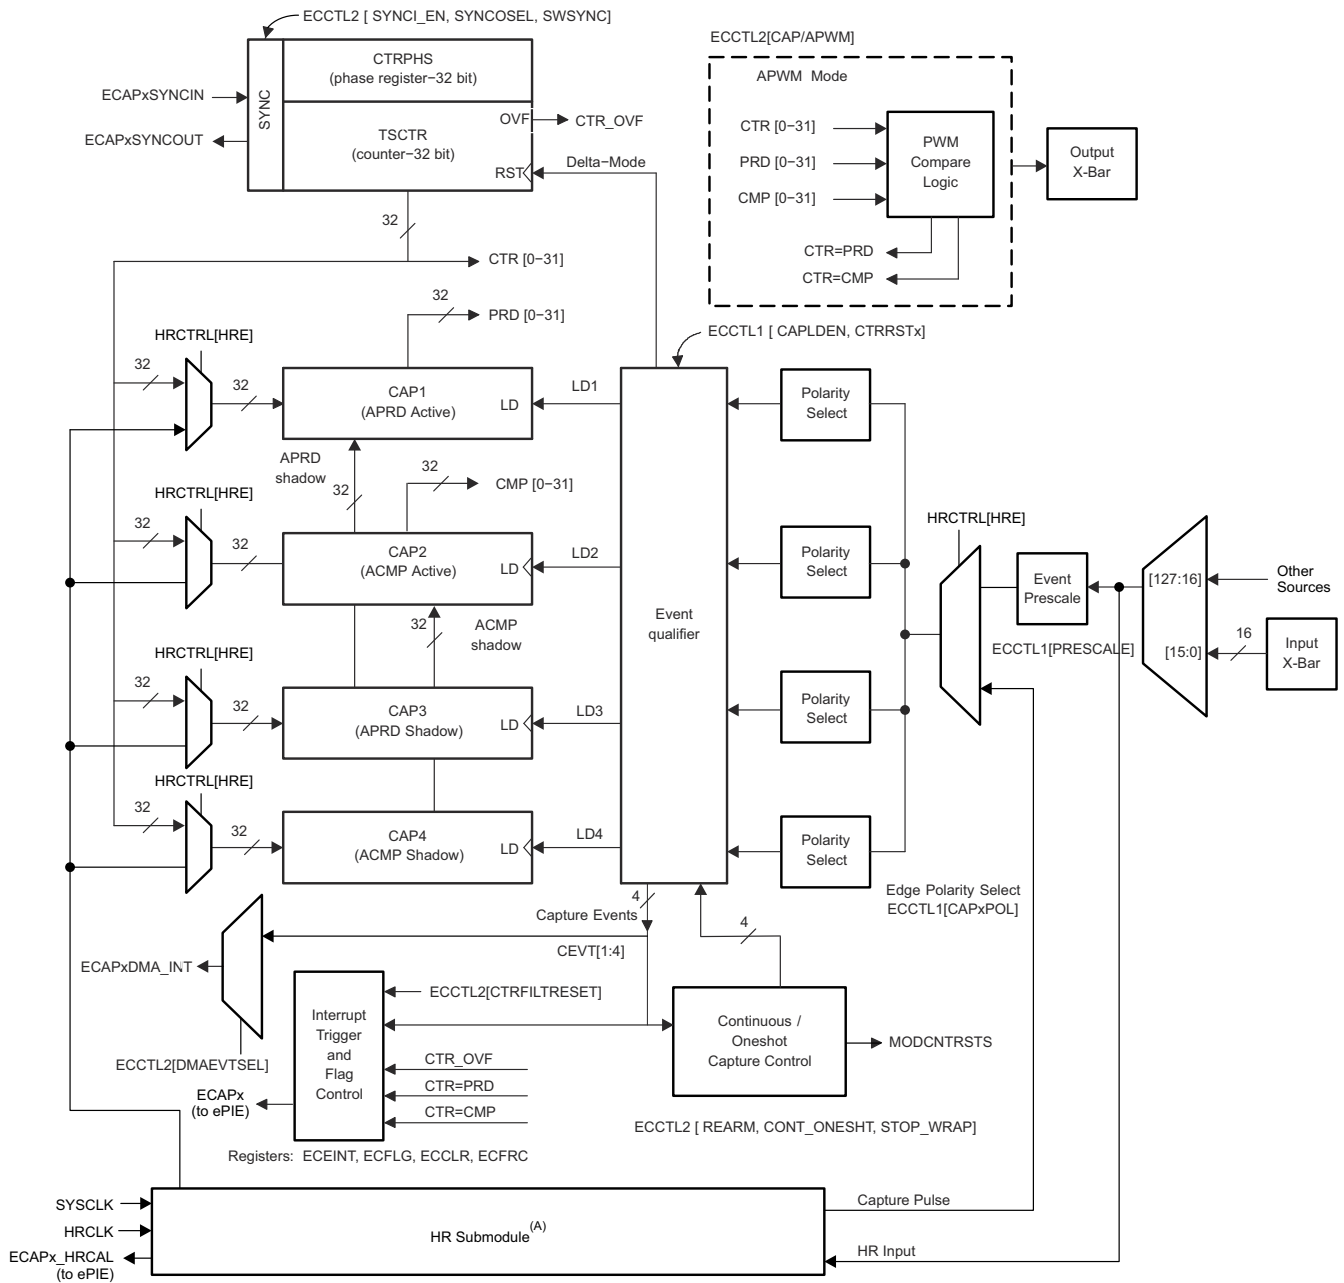 ECCTL2 [ SYNCI_EN, SYNCOSEL, SWSYNC]
CTRPHS
(phase register−32 bit)
SYNC
ECAPxSYNCIN
ECAPxSYNCOUT
TSCTR
(counter−32 bit)
OVF
CTR_OVF
RST
Delta−Mode
32
CTR [0−31]
32
PRD [0−31]
ECCTL2[CAP/APWM]
APWM Mode
CTR [0−31]
PRD [0−31]
CMP [0−31]
PWM
Compare
Logic
Output
X-Bar
CTR=PRD
CTR=CMP
ECCTL1 [ CAPLDEN, CTRRSTx]
HRCTRL[HRE]
32
32
CAP1
(APRD Active)
LD
LD1
Polarity
Select
APRD
shadow
32
32
CMP [0−31]
HRCTRL[HRE]
32
32
CAP2
(ACMP Active)
LD
LD2
Polarity
Select
32
ACMP
shadow
Event
qualifier
HRCTRL[HRE]
Event
Prescale
ECCTL1[PRESCALE]
[127:16]
[15:0]
Other
Sources
16
Input
X-Bar
HRCTRL[HRE]
32
32
CAP3
(APRD Shadow)
LD
LD3
Polarity
Select
HRCTRL[HRE]
32
32
CAP4
(ACMP Shadow)
LD
LD4
Polarity
Select
Edge Polarity Select
ECCTL1[CAPxPOL]
4
Capture Events
CEVT[1:4]
4
ECAPxDMA_INT
ECCTL2[DMAEVTSEL]
Interrupt
Trigger
and
Flag
Control
ECCTL2[CTRFILTRESET]
CTR_OVF
CTR=PRD
CTR=CMP
ECAPx
(to ePIE)
Continuous /
Oneshot
Capture Control
MODCNTRSTS
ECCTL2 [ REARM, CONT_ONESHT, STOP_WRAP]
Registers: ECEINT, ECFLG, ECCLR, ECFRC
SYSCLK
HRCLK
ECAPx_HRCAL
(to ePIE)
HR Submodule(A)
Capture Pulse
HR Input